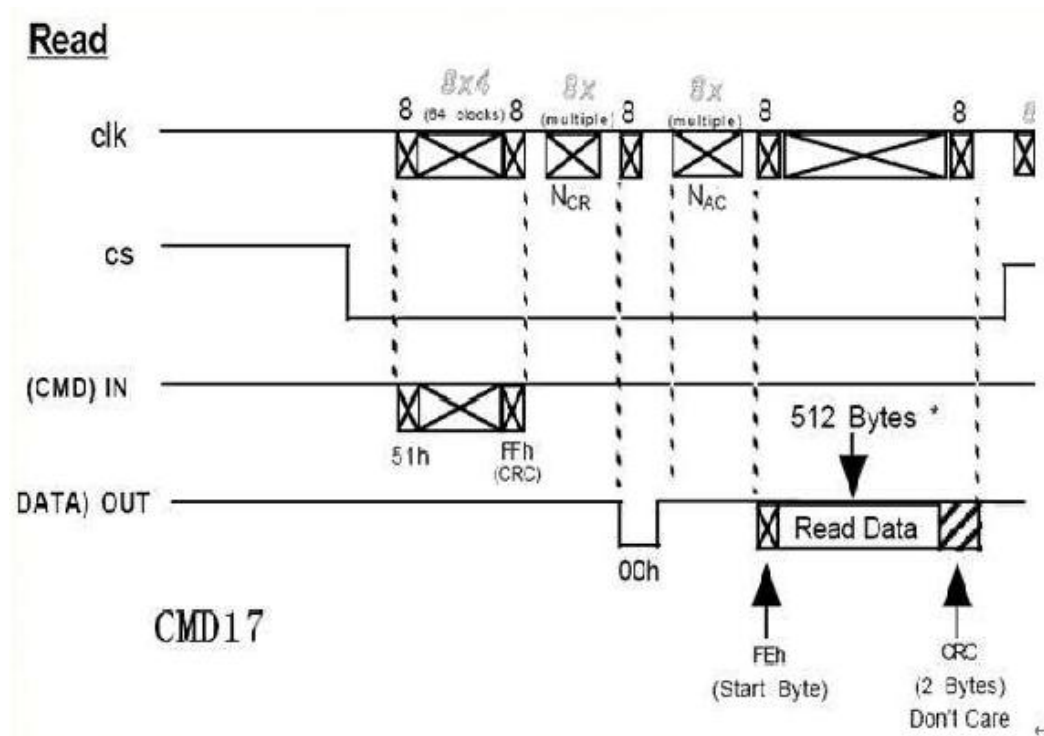 Read
8x4 8x 8x
8 (64 clocks) 8 (multiple) 8 (multiple) 8 8 8
clk
NCR NAC
cs
(CMD) IN
512 Bytes *
51h FFh
(CRC)
DATA) OUT
Read Data
00h
CMD17
FEh CRC
(Start Byte) (2 Bytes)
Don't Care